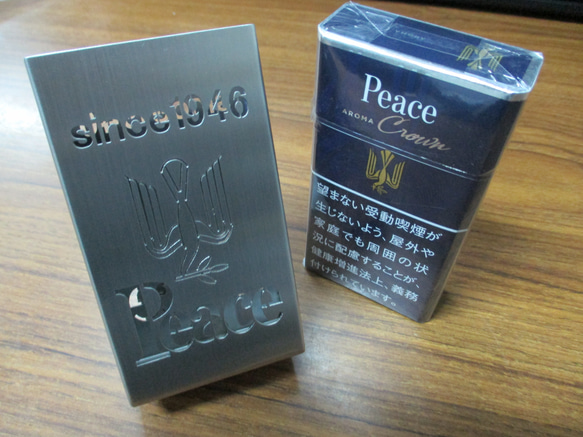 since1946
Peace
Peace
AROMA Crown
望まない受動喫煙が
生じないよう、屋外や
家庭でも周囲の状
況に配慮することが、
健康増進法上、義務
付けられています。